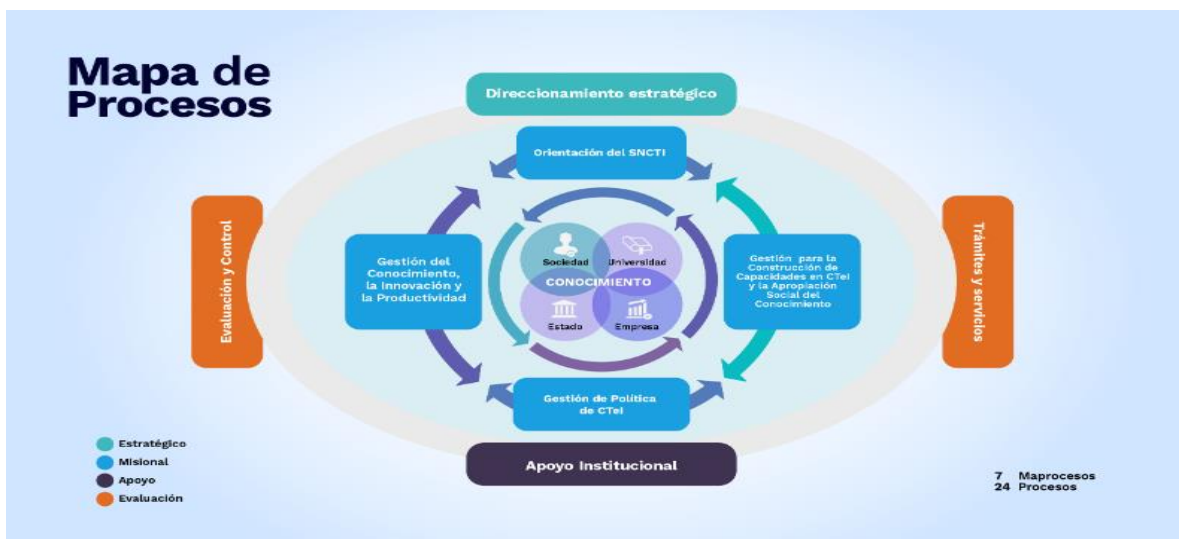 Mapa de
Procesos
Direccionamiento estratégico
Orientación del SNCTI
Evaluación y Control
Gestión del
Conocimiento,
la Innovación y
la Productividad
Sociedad
Universidad
CONOCIMIENTO
Estado
Empresa
Gestión para la
Construcción de
Capacidades en CTeI
y la Apropiación
Social del
Conocimiento
Trámites y servicios
Gestión de Política
de CTeI
Apoyo Institucional
Estratégico
Misional
Apoyo
Evaluación
7 Maprocesos
24 Procesos